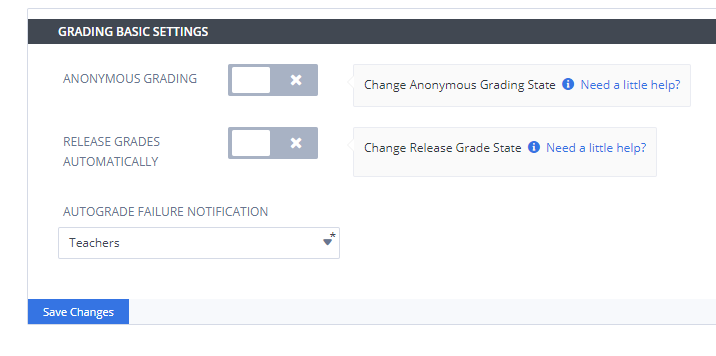 GRADING BASIC SETTINGS
ANONYMOUS GRADING
Change Anonymous Grading State Need a little help?
RELEASE GRADES
AUTOMATICALLY
Change Release Grade State Need a little help?
AUTOGRADE FAILURE NOTIFICATION
Teachers *
Save Changes